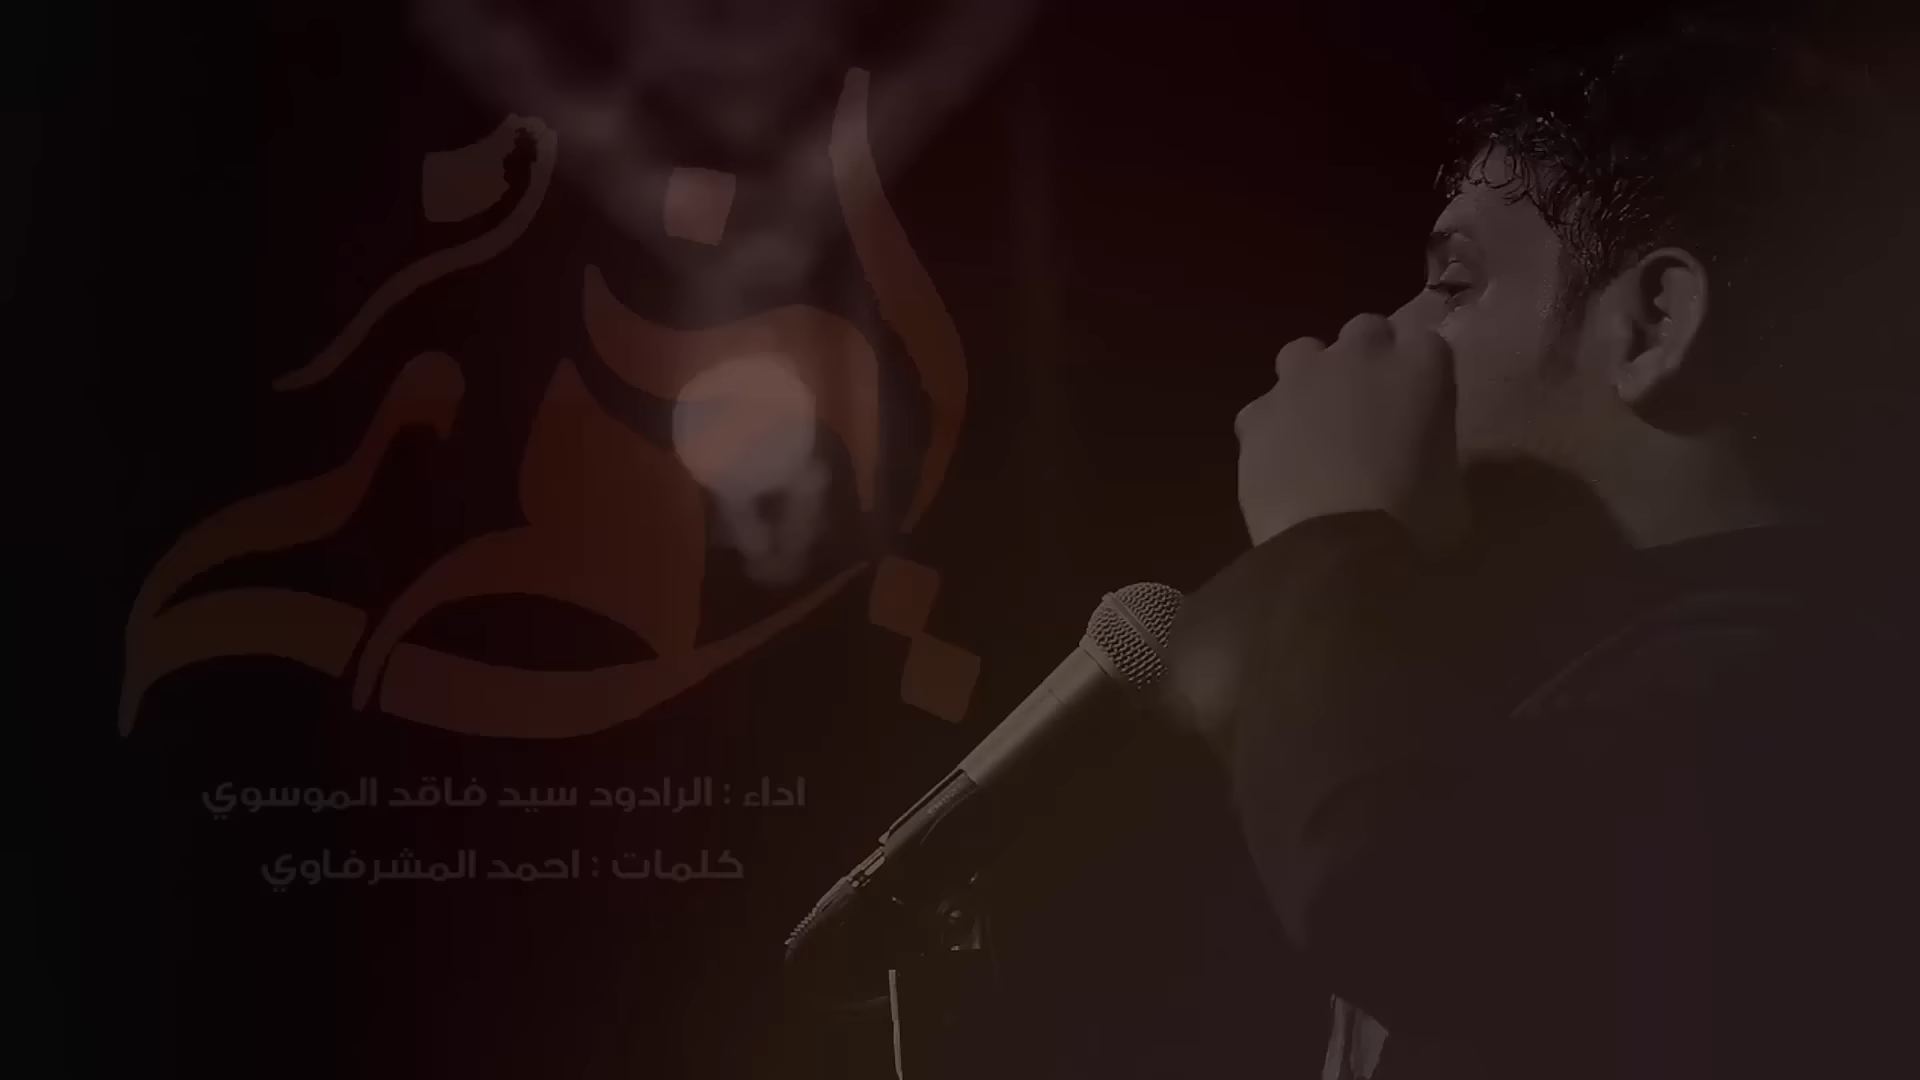 اداء : الرادود سيد فاقد الموسوي
كلمات : احمد المشرفاوي